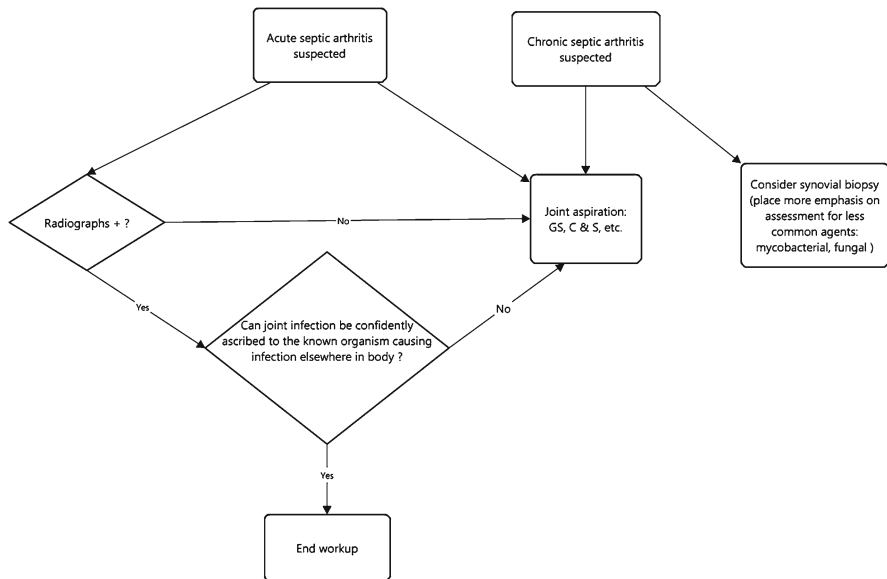 Acute septic arthritis
suspected
Chronic septic arthritis
suspected
Radiographs + ?
No
Joint aspiration:
GS, C & S, etc.
Consider synovial biopsy
(place more emphasis on
assessment for less
common agents:
mycobacterial, fungal )
Yes
No
Can joint infection be confidently
ascribed to the known organism causing
infection elsewhere in body ?
Yes
End workup